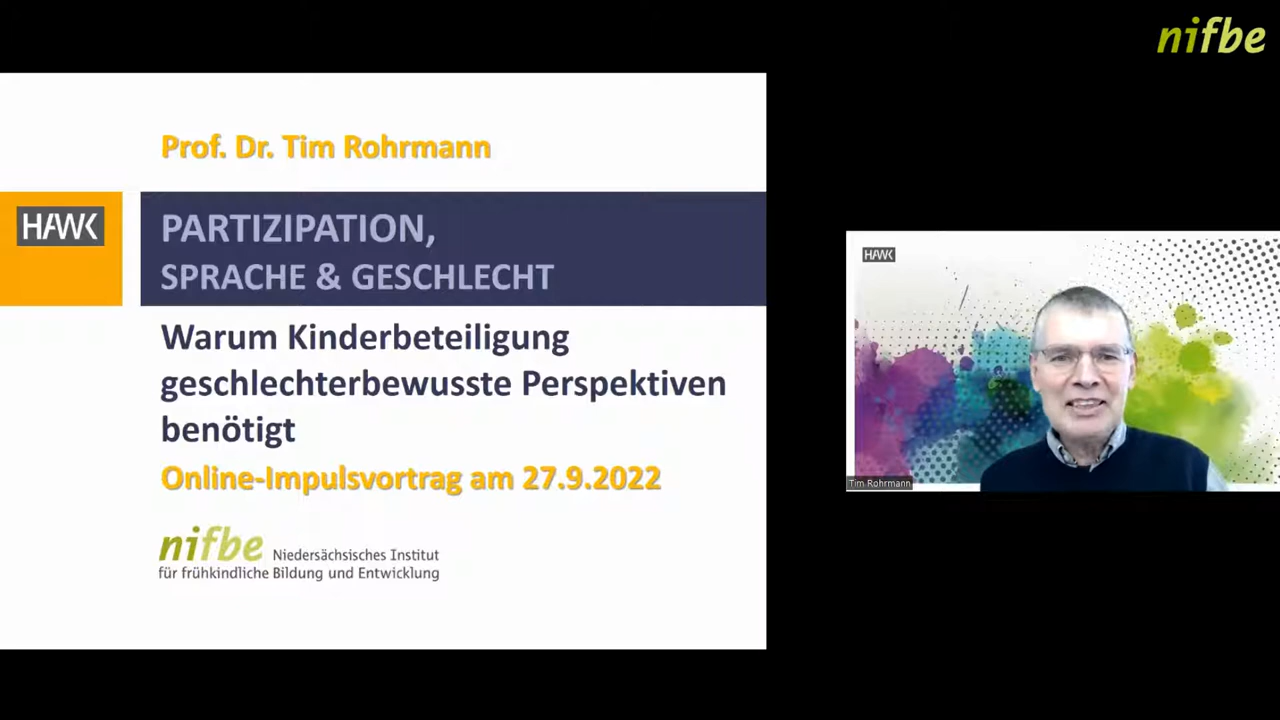 nifbe
Prof. Dr. Tim Rohrmann
HAWK
PARTIZIPATION,
SPRACHE & GESCHLECHT
Warum Kinderbeteiligung
geschlechterbewusste Perspektiven
benötigt
Online-Impulsvortrag am 27.9.2022
nifbe Niedersächsisches Institut
für frühkindliche Bildung und Entwicklung
HAWK
Tim Rohrmann